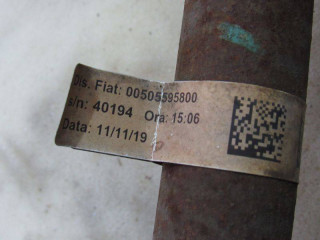 Dis. Fiat: 00505595800
s/n: 40194 Ora: 15:06
Data: 11/11/19